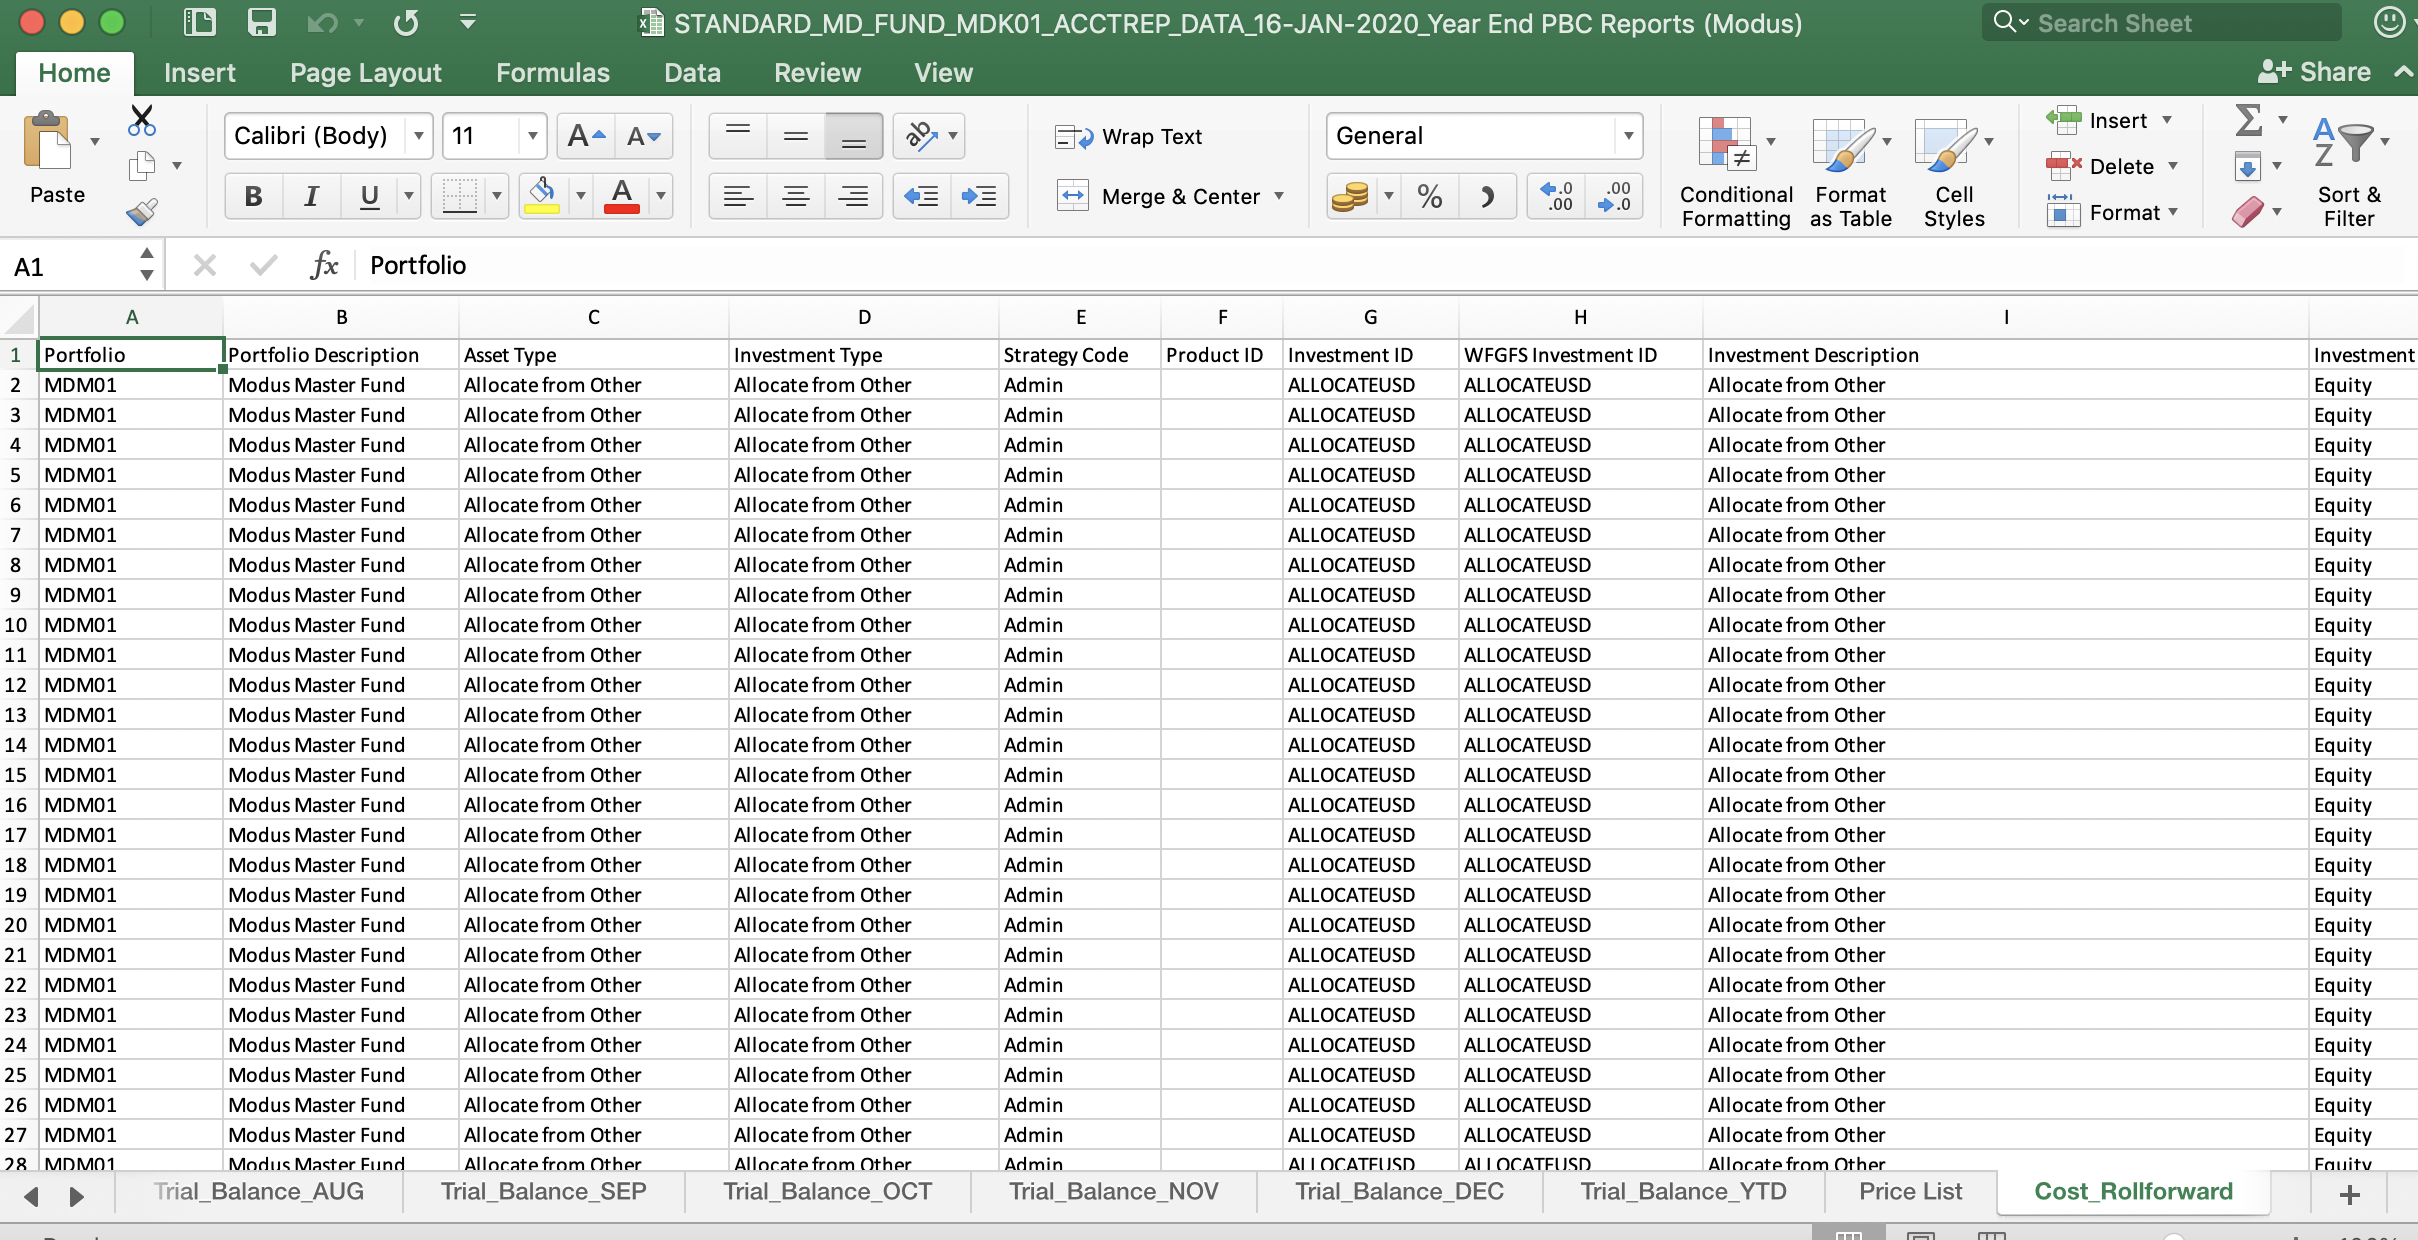 STANDARD_MD_FUND_MDK01_ACCTREP_DATA_16-JAN-2020_Year End PBC Reports (Modus)
Search Sheet
Home Insert Page Layout Formulas Data Review View Share
Paste
Calibri (Body) 11 A A
B I U A
ab
Wrap Text
Merge & Center
General
% .0 .00 .00 .0
Conditional Formatting
Format as Table
Cell Styles
Insert
Delete
Format
Sort & Filter
A1 fx Portfolio
A B C D E F G H I
1 Portfolio Portfolio Description Asset Type Investment Type Strategy Code Product ID Investment ID WFGFS Investment ID Investment Description Investment
2 MDM01 Modus Master Fund Allocate from Other Allocate from Other Admin ALLOCATEUSD ALLOCATEUSD Allocate from Other Equity
3 MDM01 Modus Master Fund Allocate from Other Allocate from Other Admin ALLOCATEUSD ALLOCATEUSD Allocate from Other Equity
4 MDM01 Modus Master Fund Allocate from Other Allocate from Other Admin ALLOCATEUSD ALLOCATEUSD Allocate from Other Equity
5 MDM01 Modus Master Fund Allocate from Other Allocate from Other Admin ALLOCATEUSD ALLOCATEUSD Allocate from Other Equity
6 MDM01 Modus Master Fund Allocate from Other Allocate from Other Admin ALLOCATEUSD ALLOCATEUSD Allocate from Other Equity
7 MDM01 Modus Master Fund Allocate from Other Allocate from Other Admin ALLOCATEUSD ALLOCATEUSD Allocate from Other Equity
8 MDM01 Modus Master Fund Allocate from Other Allocate from Other Admin ALLOCATEUSD ALLOCATEUSD Allocate from Other Equity
9 MDM01 Modus Master Fund Allocate from Other Allocate from Other Admin ALLOCATEUSD ALLOCATEUSD Allocate from Other Equity
10 MDM01 Modus Master Fund Allocate from Other Allocate from Other Admin ALLOCATEUSD ALLOCATEUSD Allocate from Other Equity
11 MDM01 Modus Master Fund Allocate from Other Allocate from Other Admin ALLOCATEUSD ALLOCATEUSD Allocate from Other Equity
12 MDM01 Modus Master Fund Allocate from Other Allocate from Other Admin ALLOCATEUSD ALLOCATEUSD Allocate from Other Equity
13 MDM01 Modus Master Fund Allocate from Other Allocate from Other Admin ALLOCATEUSD ALLOCATEUSD Allocate from Other Equity
14 MDM01 Modus Master Fund Allocate from Other Allocate from Other Admin ALLOCATEUSD ALLOCATEUSD Allocate from Other Equity
15 MDM01 Modus Master Fund Allocate from Other Allocate from Other Admin ALLOCATEUSD ALLOCATEUSD Allocate from Other Equity
16 MDM01 Modus Master Fund Allocate from Other Allocate from Other Admin ALLOCATEUSD ALLOCATEUSD Allocate from Other Equity
17 MDM01 Modus Master Fund Allocate from Other Allocate from Other Admin ALLOCATEUSD ALLOCATEUSD Allocate from Other Equity
18 MDM01 Modus Master Fund Allocate from Other Allocate from Other Admin ALLOCATEUSD ALLOCATEUSD Allocate from Other Equity
19 MDM01 Modus Master Fund Allocate from Other Allocate from Other Admin ALLOCATEUSD ALLOCATEUSD Allocate from Other Equity
20 MDM01 Modus Master Fund Allocate from Other Allocate from Other Admin ALLOCATEUSD ALLOCATEUSD Allocate from Other Equity
21 MDM01 Modus Master Fund Allocate from Other Allocate from Other Admin ALLOCATEUSD ALLOCATEUSD Allocate from Other Equity
22 MDM01 Modus Master Fund Allocate from Other Allocate from Other Admin ALLOCATEUSD ALLOCATEUSD Allocate from Other Equity
23 MDM01 Modus Master Fund Allocate from Other Allocate from Other Admin ALLOCATEUSD ALLOCATEUSD Allocate from Other Equity
24 MDM01 Modus Master Fund Allocate from Other Allocate from Other Admin ALLOCATEUSD ALLOCATEUSD Allocate from Other Equity
25 MDM01 Modus Master Fund Allocate from Other Allocate from Other Admin ALLOCATEUSD ALLOCATEUSD Allocate from Other Equity
26 MDM01 Modus Master Fund Allocate from Other Allocate from Other Admin ALLOCATEUSD ALLOCATEUSD Allocate from Other Equity
27 MDM01 Modus Master Fund Allocate from Other Allocate from Other Admin ALLOCATEUSD ALLOCATEUSD Allocate from Other Equity
28 MDM01 Modus Master Fund Allocate from Other Allocate from Other Admin ALLOCATEUSD ALLOCATEUSD Allocate from Other Equity
Trial_Balance_AUG Trial_Balance_SEP Trial_Balance_OCT Trial_Balance_NOV Trial_Balance_DEC Trial_Balance_YTD Price List Cost_Rollforward +